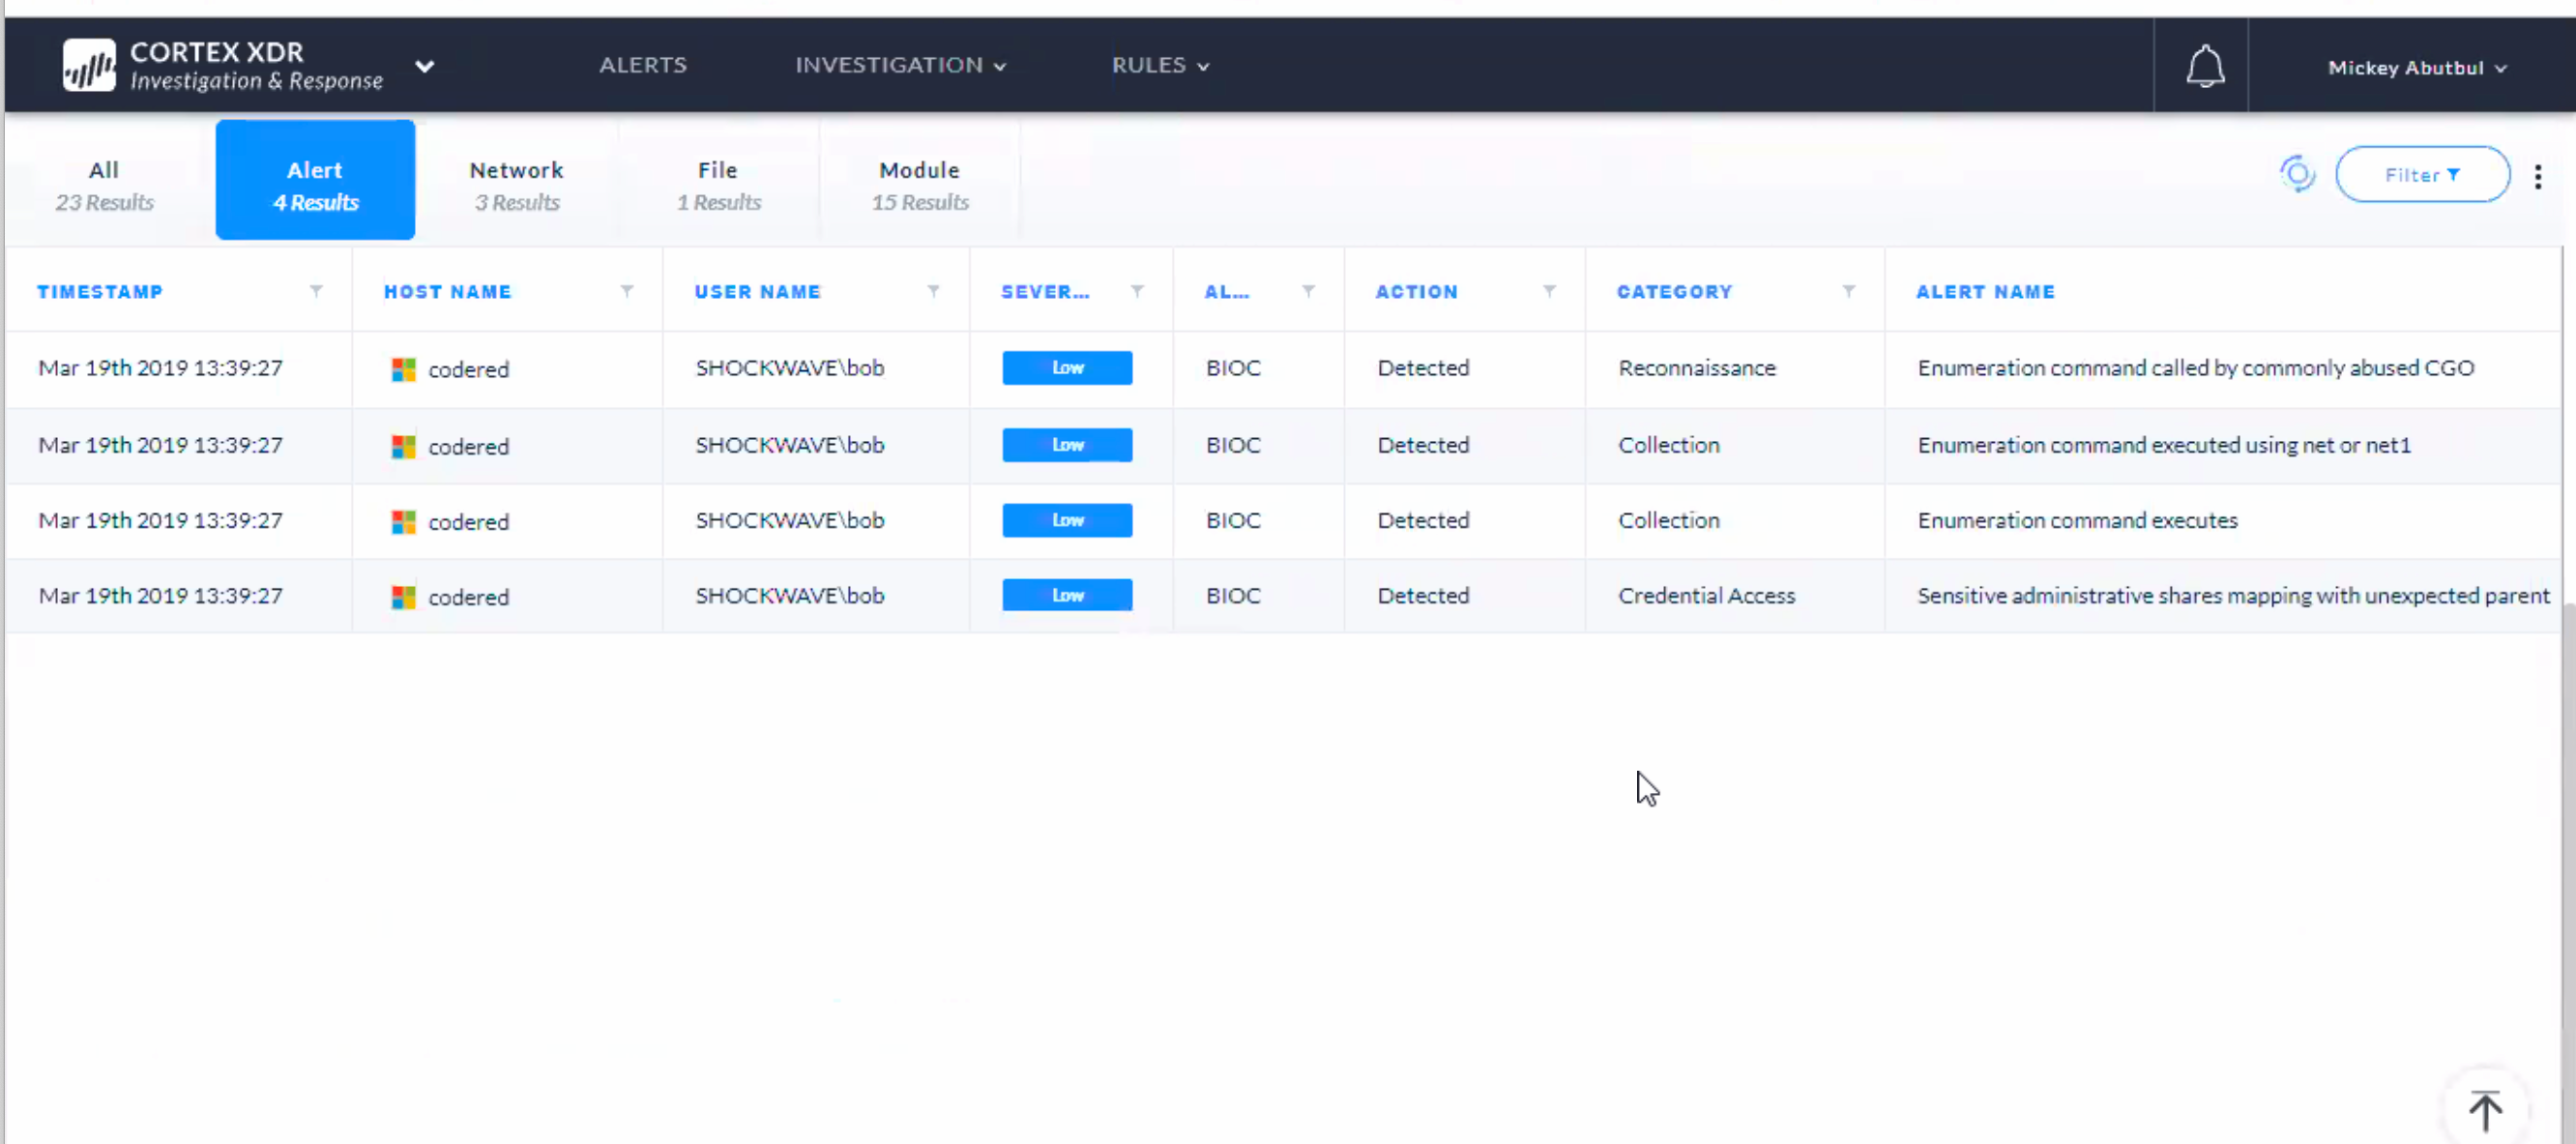 CORTEX XDR
Investigation & Response
ALERTS
INVESTIGATION
RULES
Mickey Abutbul
All
23 Results
Alert
4 Results
Network
3 Results
File
1 Results
Module
15 Results
Filter
TIMESTAMP HOST NAME USER NAME SEVER... AL... ACTION CATEGORY ALERT NAME
Mar 19th 2019 13:39:27 codered SHOCKWAVE\bob Low BIOC Detected Reconnaissance Enumeration command called by commonly abused CGO
Mar 19th 2019 13:39:27 codered SHOCKWAVE\bob Low BIOC Detected Collection Enumeration command executed using net or net1
Mar 19th 2019 13:39:27 codered SHOCKWAVE\bob Low BIOC Detected Collection Enumeration command executes
Mar 19th 2019 13:39:27 codered SHOCKWAVE\bob Low BIOC Detected Credential Access Sensitive administrative shares mapping with unexpected parent